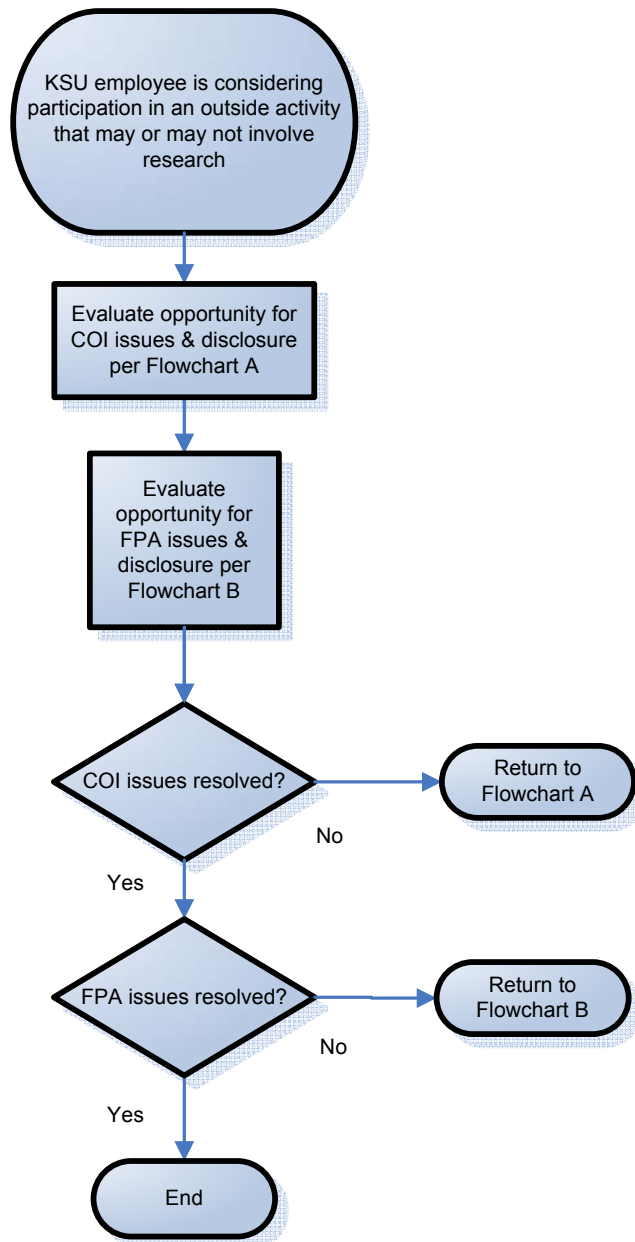 KSU employee is considering
participation in an outside activity
that may or may not involve
research
Evaluate opportunity for
COI issues & disclosure
per Flowchart A
Evaluate
opportunity for
FPA issues &
disclosure per
Flowchart B
COI issues resolved?
Return to
Flowchart A
No
Yes
FPA issues resolved?
Return to
Flowchart B
No
Yes
End